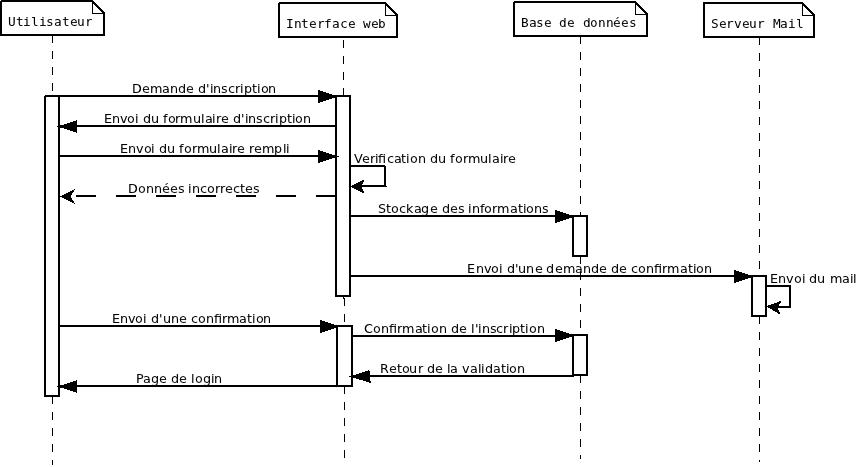 Utilisateur
Interface web
Base de données
Serveur Mail
Demande d'inscription
Envoi du formulaire d'inscription
Envoi du formulaire rempli
Verification du formulaire
Données incorrectes
Stockage des informations
Envoi d'une demande de confirmation
Envoi du mail
Envoi d'une confirmation
Confirmation de l'inscription
Retour de la validation
Page de login